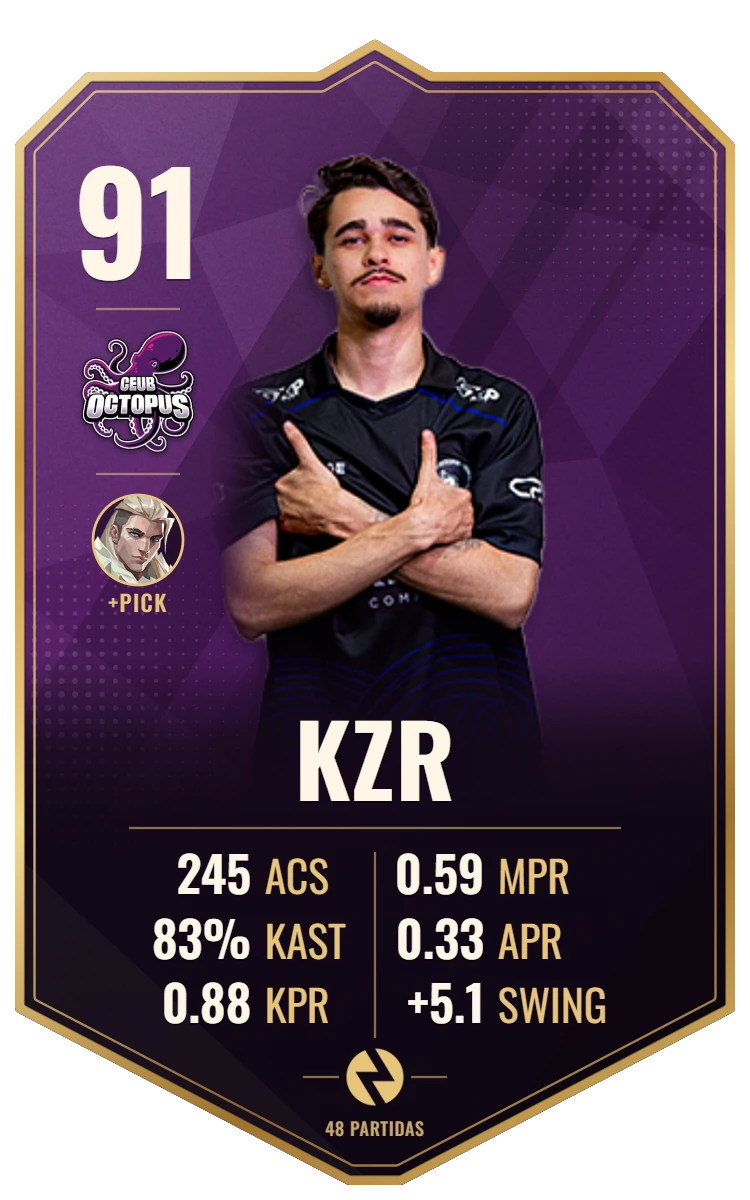 91
CEUB
OCTOPUS
+PICK
COM
KZR
245 ACS
83% KAST
0.88 KPR
0.59 MPR
0.33 APR
+5.1 SWING
48 PARTIDAS